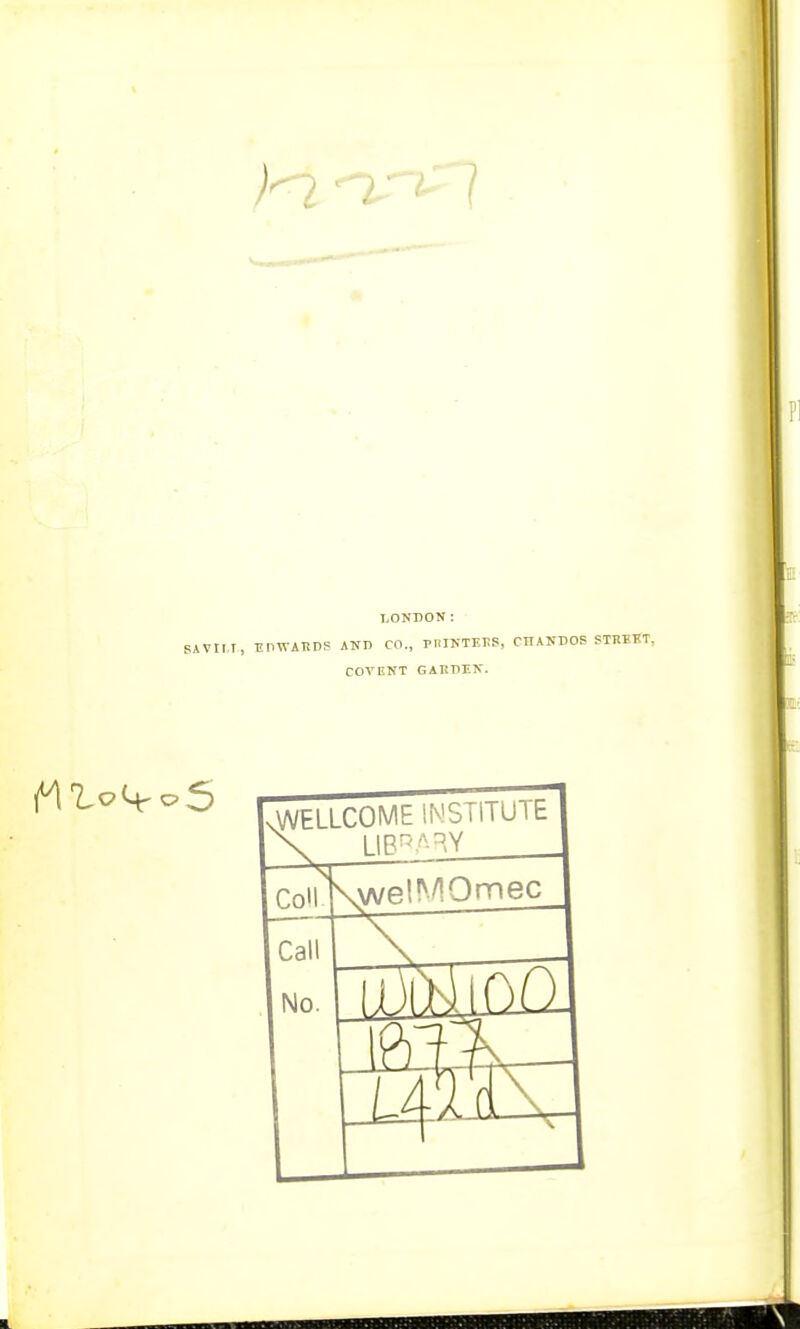 LONDON:
SAVILL, EDWARDS AND CO., PRINTERS, CHANDOS STREET,
COVENT GARDEN.
M20405
WELLCOME INSTITUTE
LIBRARY
Coll. welMOmec
Call
No. WW100
1877
L42d